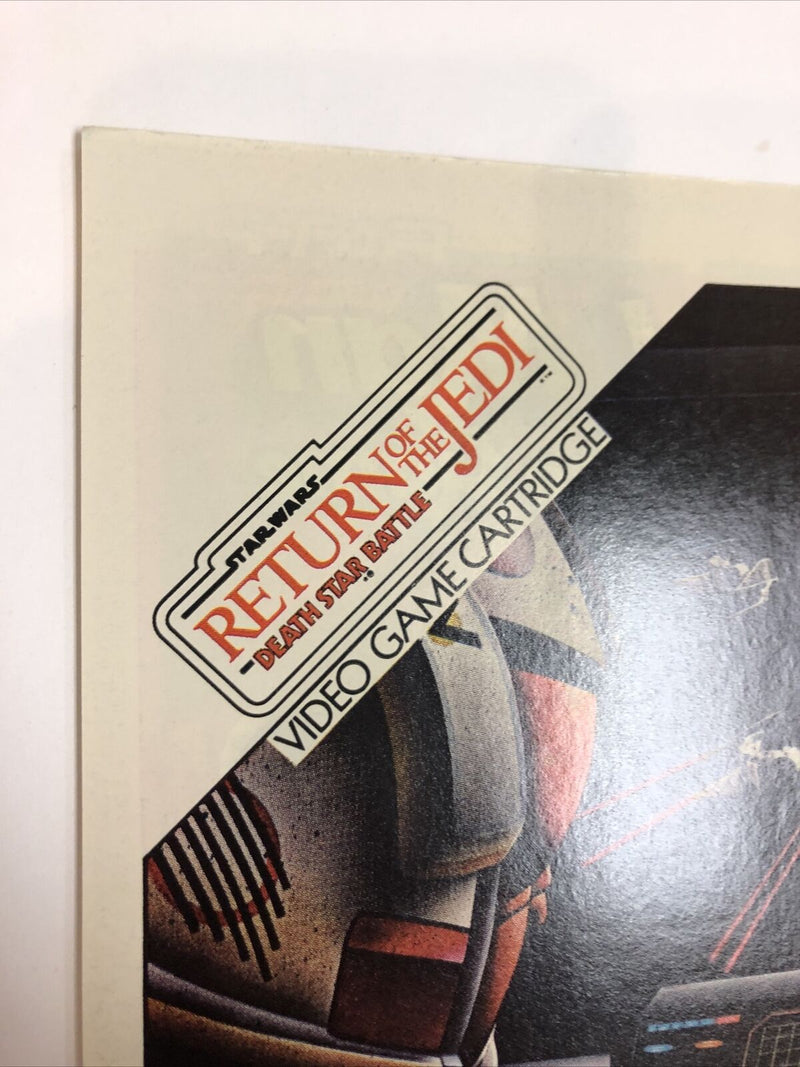 STAR WARS
RETURN OF THE JEDI
DEATH STAR BATTLE
VIDEO GAME CARTRIDGE